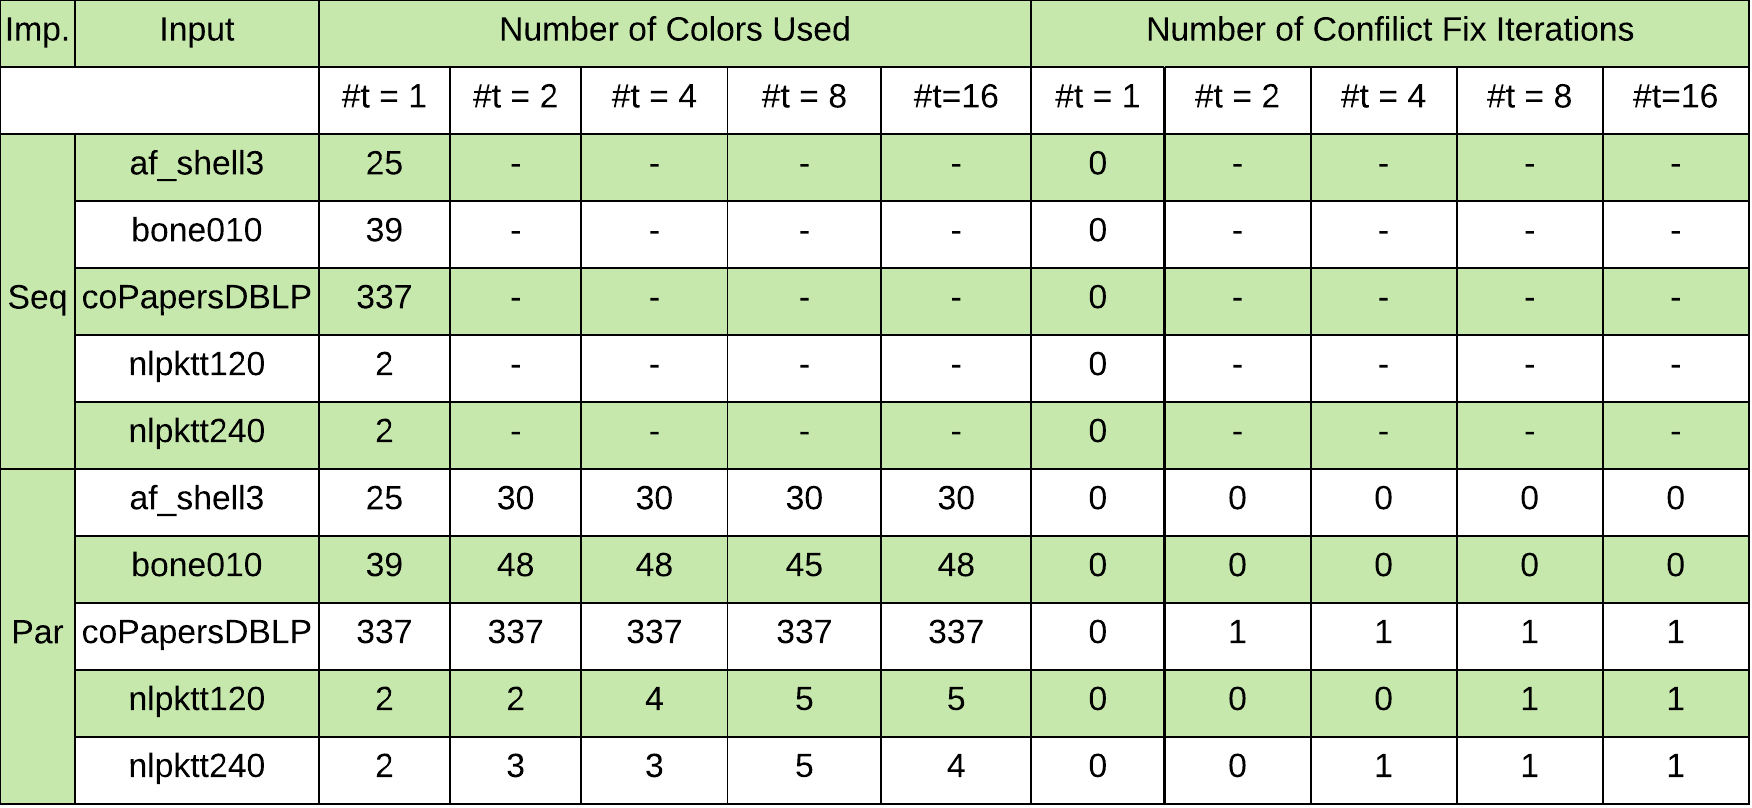 Imp. Input Number of Colors Used Number of Confilict Fix Iterations
#t = 1 #t = 2 #t = 4 #t = 8 #t=16 #t = 1 #t = 2 #t = 4 #t = 8 #t=16
af_shell3 25 - - - - 0 - - - -
bone010 39 - - - - 0 - - - -
Seq coPapersDBLP 337 - - - - 0 - - - -
nlpktt120 2 - - - - 0 - - - -
nlpktt240 2 - - - - 0 - - - -
af_shell3 25 30 30 30 30 0 0 0 0 0
bone010 39 48 48 45 48 0 0 0 0 0
Par coPapersDBLP 337 337 337 337 337 0 1 1 1 1
nlpktt120 2 2 4 5 5 0 0 0 1 1
nlpktt240 2 3 3 5 4 0 0 1 1 1